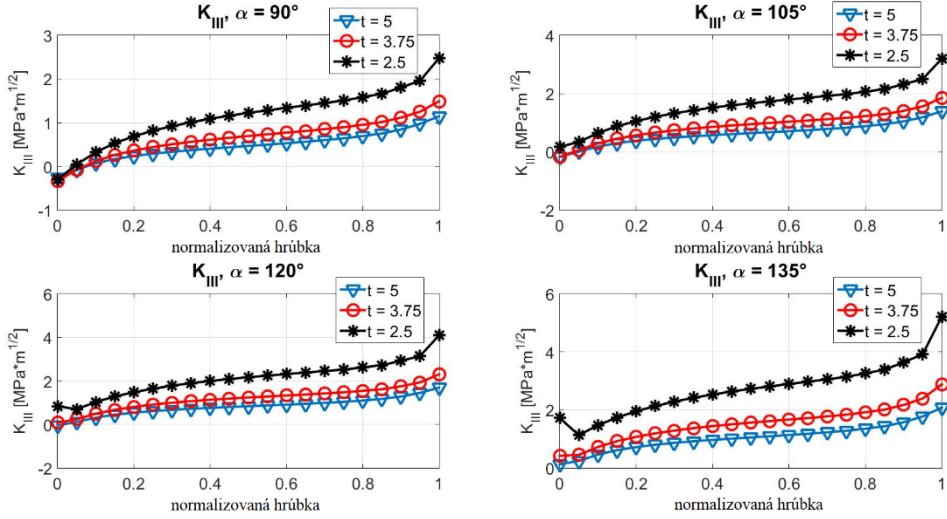 K_III, α = 90°
t = 5
t = 3.75
t = 2.5
K_III [MPa*m^1/2]
3
2
1
0
-1
0 0.2 0.4 0.6 0.8 1
normalizovaná hrúbka
K_III, α = 105°
t = 5
t = 3.75
t = 2.5
K_III [MPa*m^1/2]
4
2
0
-2
0 0.2 0.4 0.6 0.8 1
normalizovaná hrúbka
K_III, α = 120°
t = 5
t = 3.75
t = 2.5
K_III [MPa*m^1/2]
6
4
2
0
-2
0 0.2 0.4 0.6 0.8 1
normalizovaná hrúbka
K_III, α = 135°
t = 5
t = 3.75
t = 2.5
K_III [MPa*m^1/2]
6
4
2
0
0 0.2 0.4 0.6 0.8 1
normalizovaná hrúbka